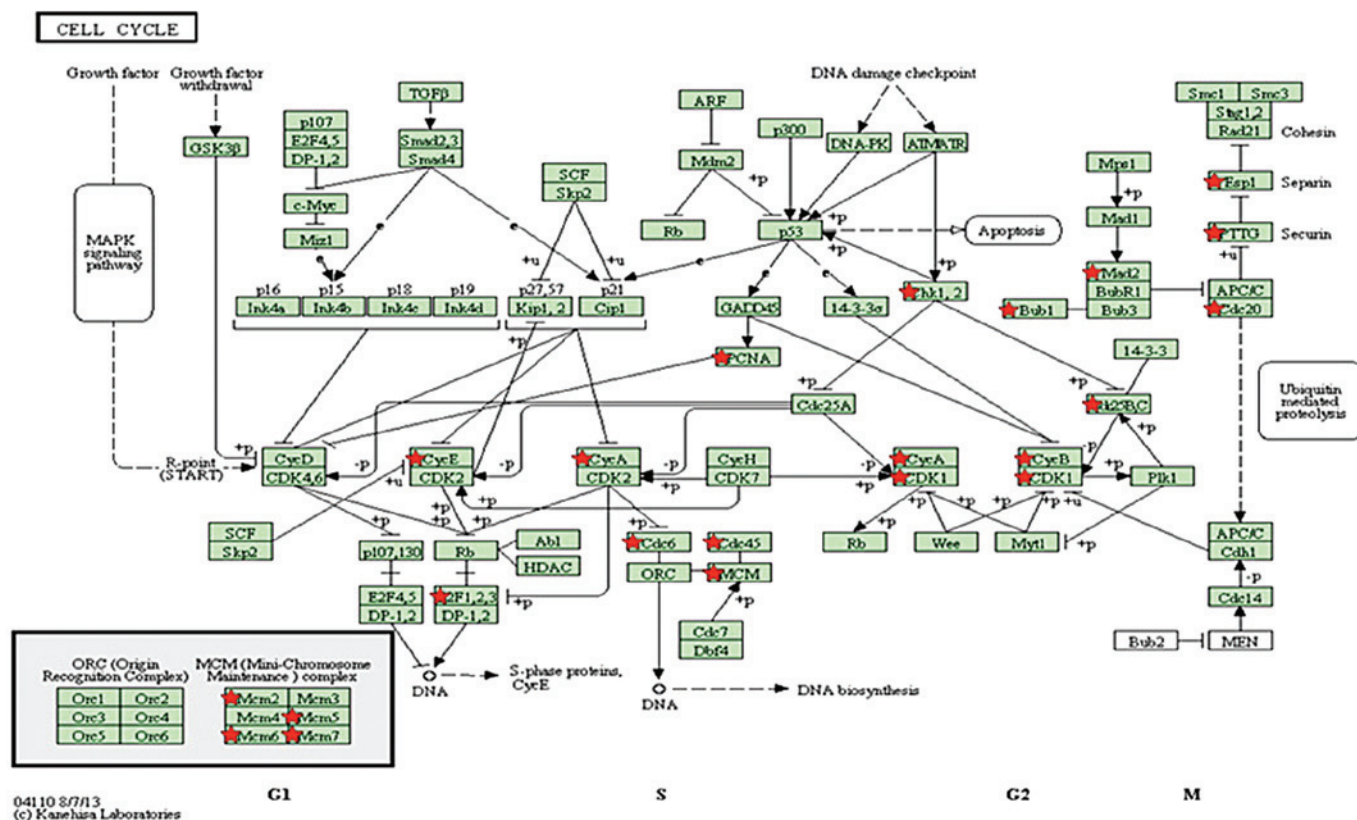 CELL CYCLE
Growth factor
Growth factor
withdrawal
DNA damage checkpoint
TGFβ
ARF
p107
E2F4,5
DP-1,2
GSK3β
Smad2,3
Smad4
p300
DNA-PK
ATM/ATR
Smc1
Smc3
Stag1,2
Rad21
Cohesin
Mdm2
+p
SCF
Skp2
Mps1
+p
Esp1
Separin
c-Myc
Miz1
Rb
p53
+p
+p
Apoptosis
Mad1
PTTG
Securin
MAPK
signaling
pathway
e
e
e
e
e
+u
+u
+p
+u
p16
Ink4a
p15
Ink4b
p18
Ink4c
p19
Ink4d
p27,57
Kip1, 2
p21
Cip1
GADD45
14-3-3σ
Chk1, 2
Bub1
Mad2
BubR1
Bub3
APC/C
Cdc20
+p
PCNA
14-3-3
Ubiquitin
mediated
proteolysis
+p
Cdc25A
+p
R-point
(START)
+p
CycD
CDK4,6
-p
+u
CycE
CDK2
-p
CycA
CDK2
-p
+p
CycH
CDK7
+p
CycA
CDK1
CycB
CDK1
-p
+p
+p
Plk1
+p
+p
+p
+p
+p
+p
+p
+p
+u
SCF
Skp2
p107,130
Rb
Abl
HDAC
Cdc6
Cdc45
ORC
MCM
Rb
Wee
Myt1
+p
APC/C
Cdh1
E2F4,5
DP-1,2
DP-1,2
+p
+p
Cdc7
Dbf4
-p
Cdc14
Bub2
MEN
DNA
S-phase proteins,
CycE
DNA
DNA biosynthesis
ORC (Origin
Recognition Complex)
Orc1
Orc2
Orc3
Orc4
Orc5
Orc6
MCM (Mini-Chromosome
Maintenance ) complex
Mcm2
Mcm3
Mcm4
Mcm5
Mcm6
Mcm7
G1
S
G2
M
04110 8/7/13
(c) Kanehisa Laboratories